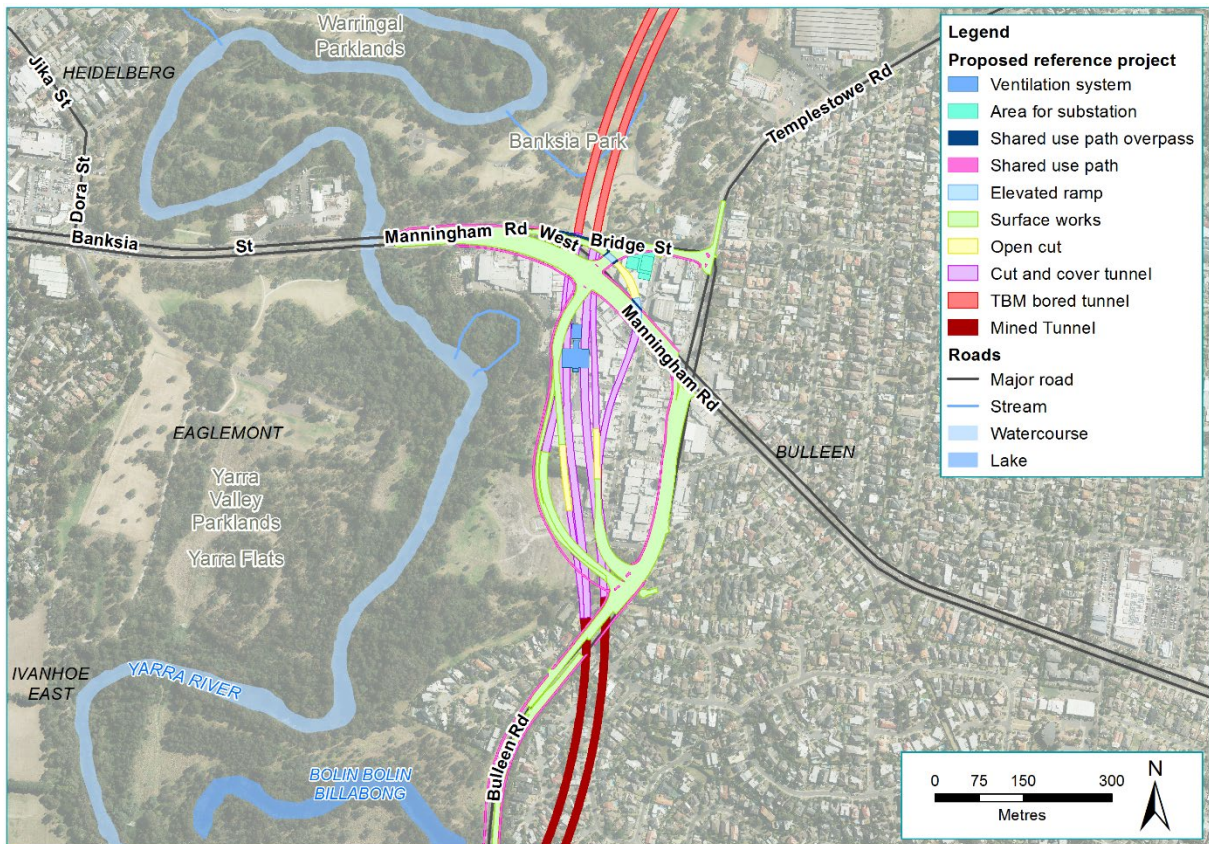 Warringal
Parklands
HEIDELBERG
Jika St
Dora St
Banksia St
Banksia Park
Templestowe Rd
Manningham Rd West
Bridge St
Manningham Rd
EAGLEMONT
Yarra
Valley
Parklands
Yarra Flats
BULLEEN
IVANHOE
EAST
YARRA RIVER
BOLIN BOLIN
BILLABONG
Bulleen Rd
Legend
Proposed reference project
Ventilation system
Area for substation
Shared use path overpass
Shared use path
Elevated ramp
Surface works
Open cut
Cut and cover tunnel
TBM bored tunnel
Mined Tunnel
Roads
Major road
Stream
Watercourse
Lake
0 75 150 300
Metres
N